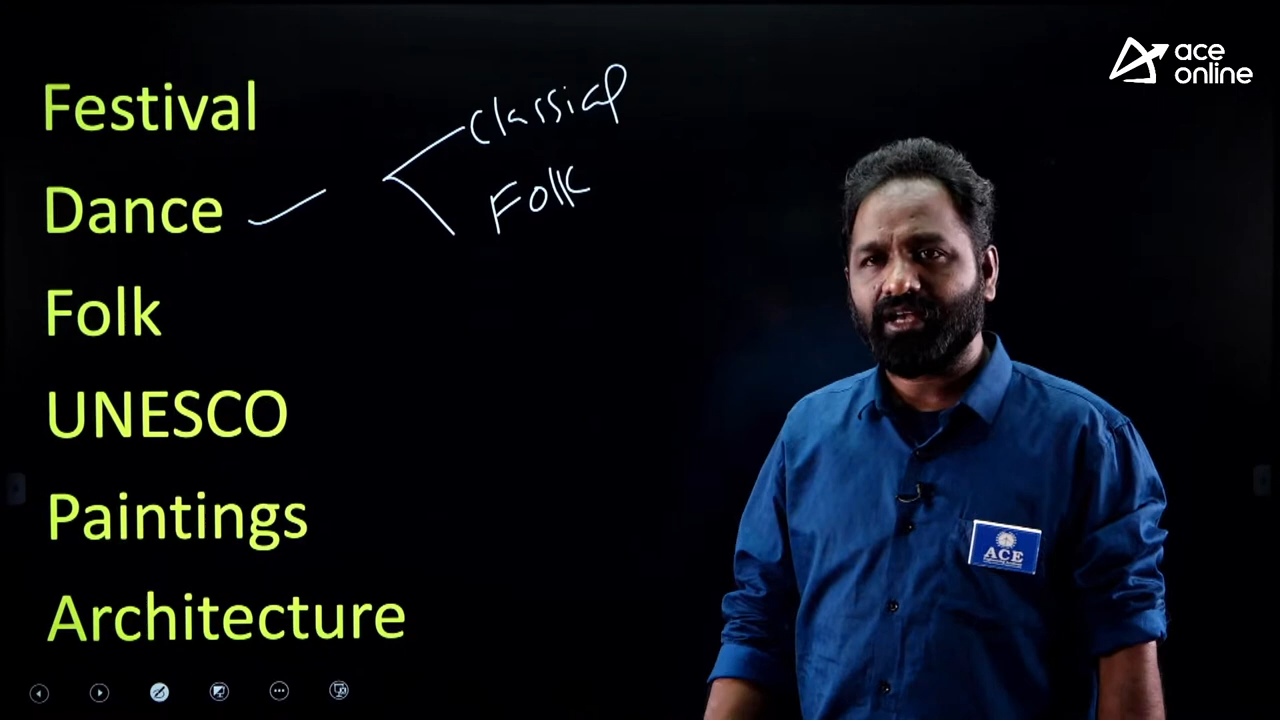 ace
online
Festival
Classical
Dance
Folk
Folk
UNESCO
Paintings
ACE
Architecture